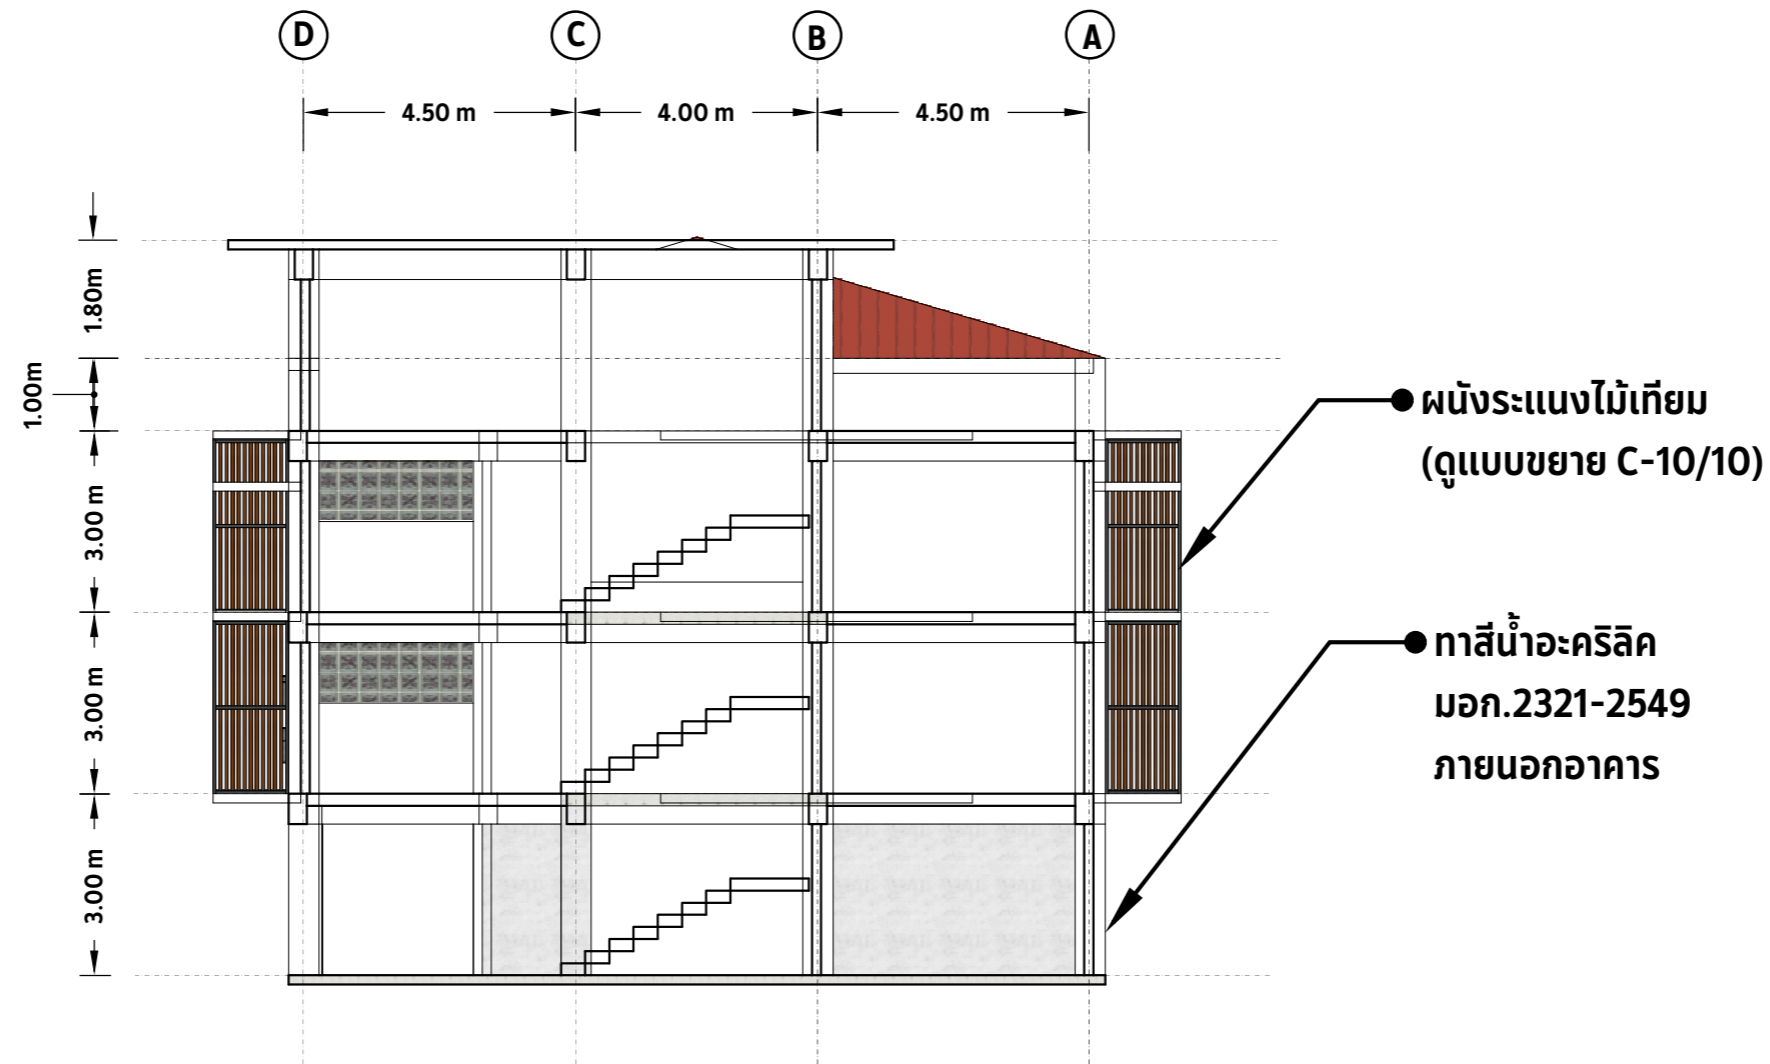 D C B A
4.50 m 4.00 m 4.50 m
1.80m
1.00m
ผนังระแนงไม้เทียม
(ดูแบบขยาย C-10/10)
3.00 m
ทาสีน้ำอะคริลิค
มอก.2321-2549
ภายนอกอาคาร
3.00 m
3.00 m